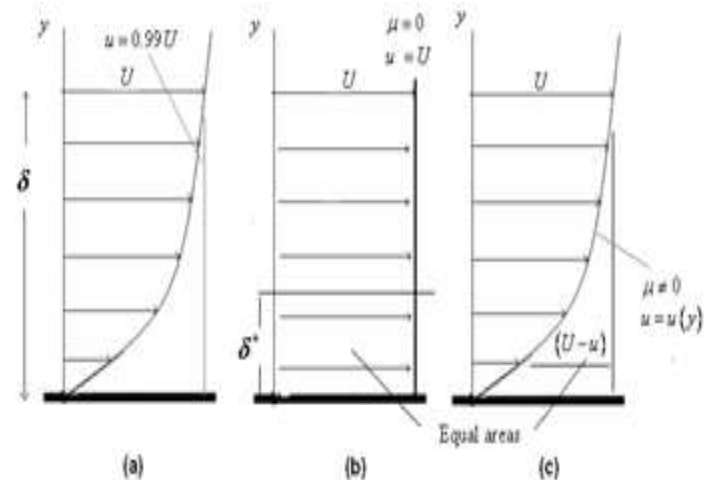 y
u = 0.99U
U
δ
(a)
y
μ = 0
u = U
U
δ*
(b)
y
U
μ ≠ 0
u = u(y)
(U − u)
Equal areas
(c)